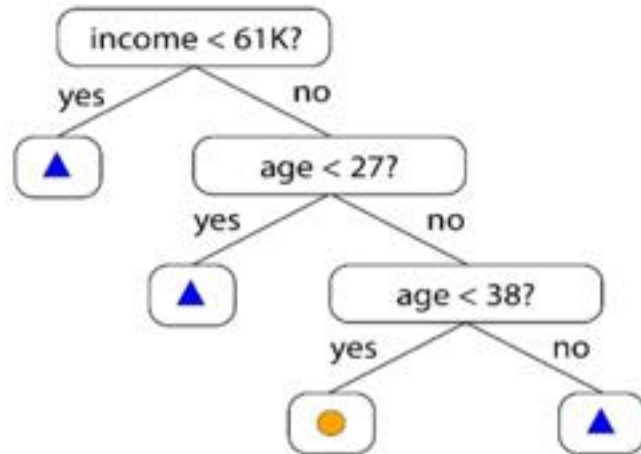 income < 61K?
yes
no
age < 27?
yes
no
age < 38?
yes
no